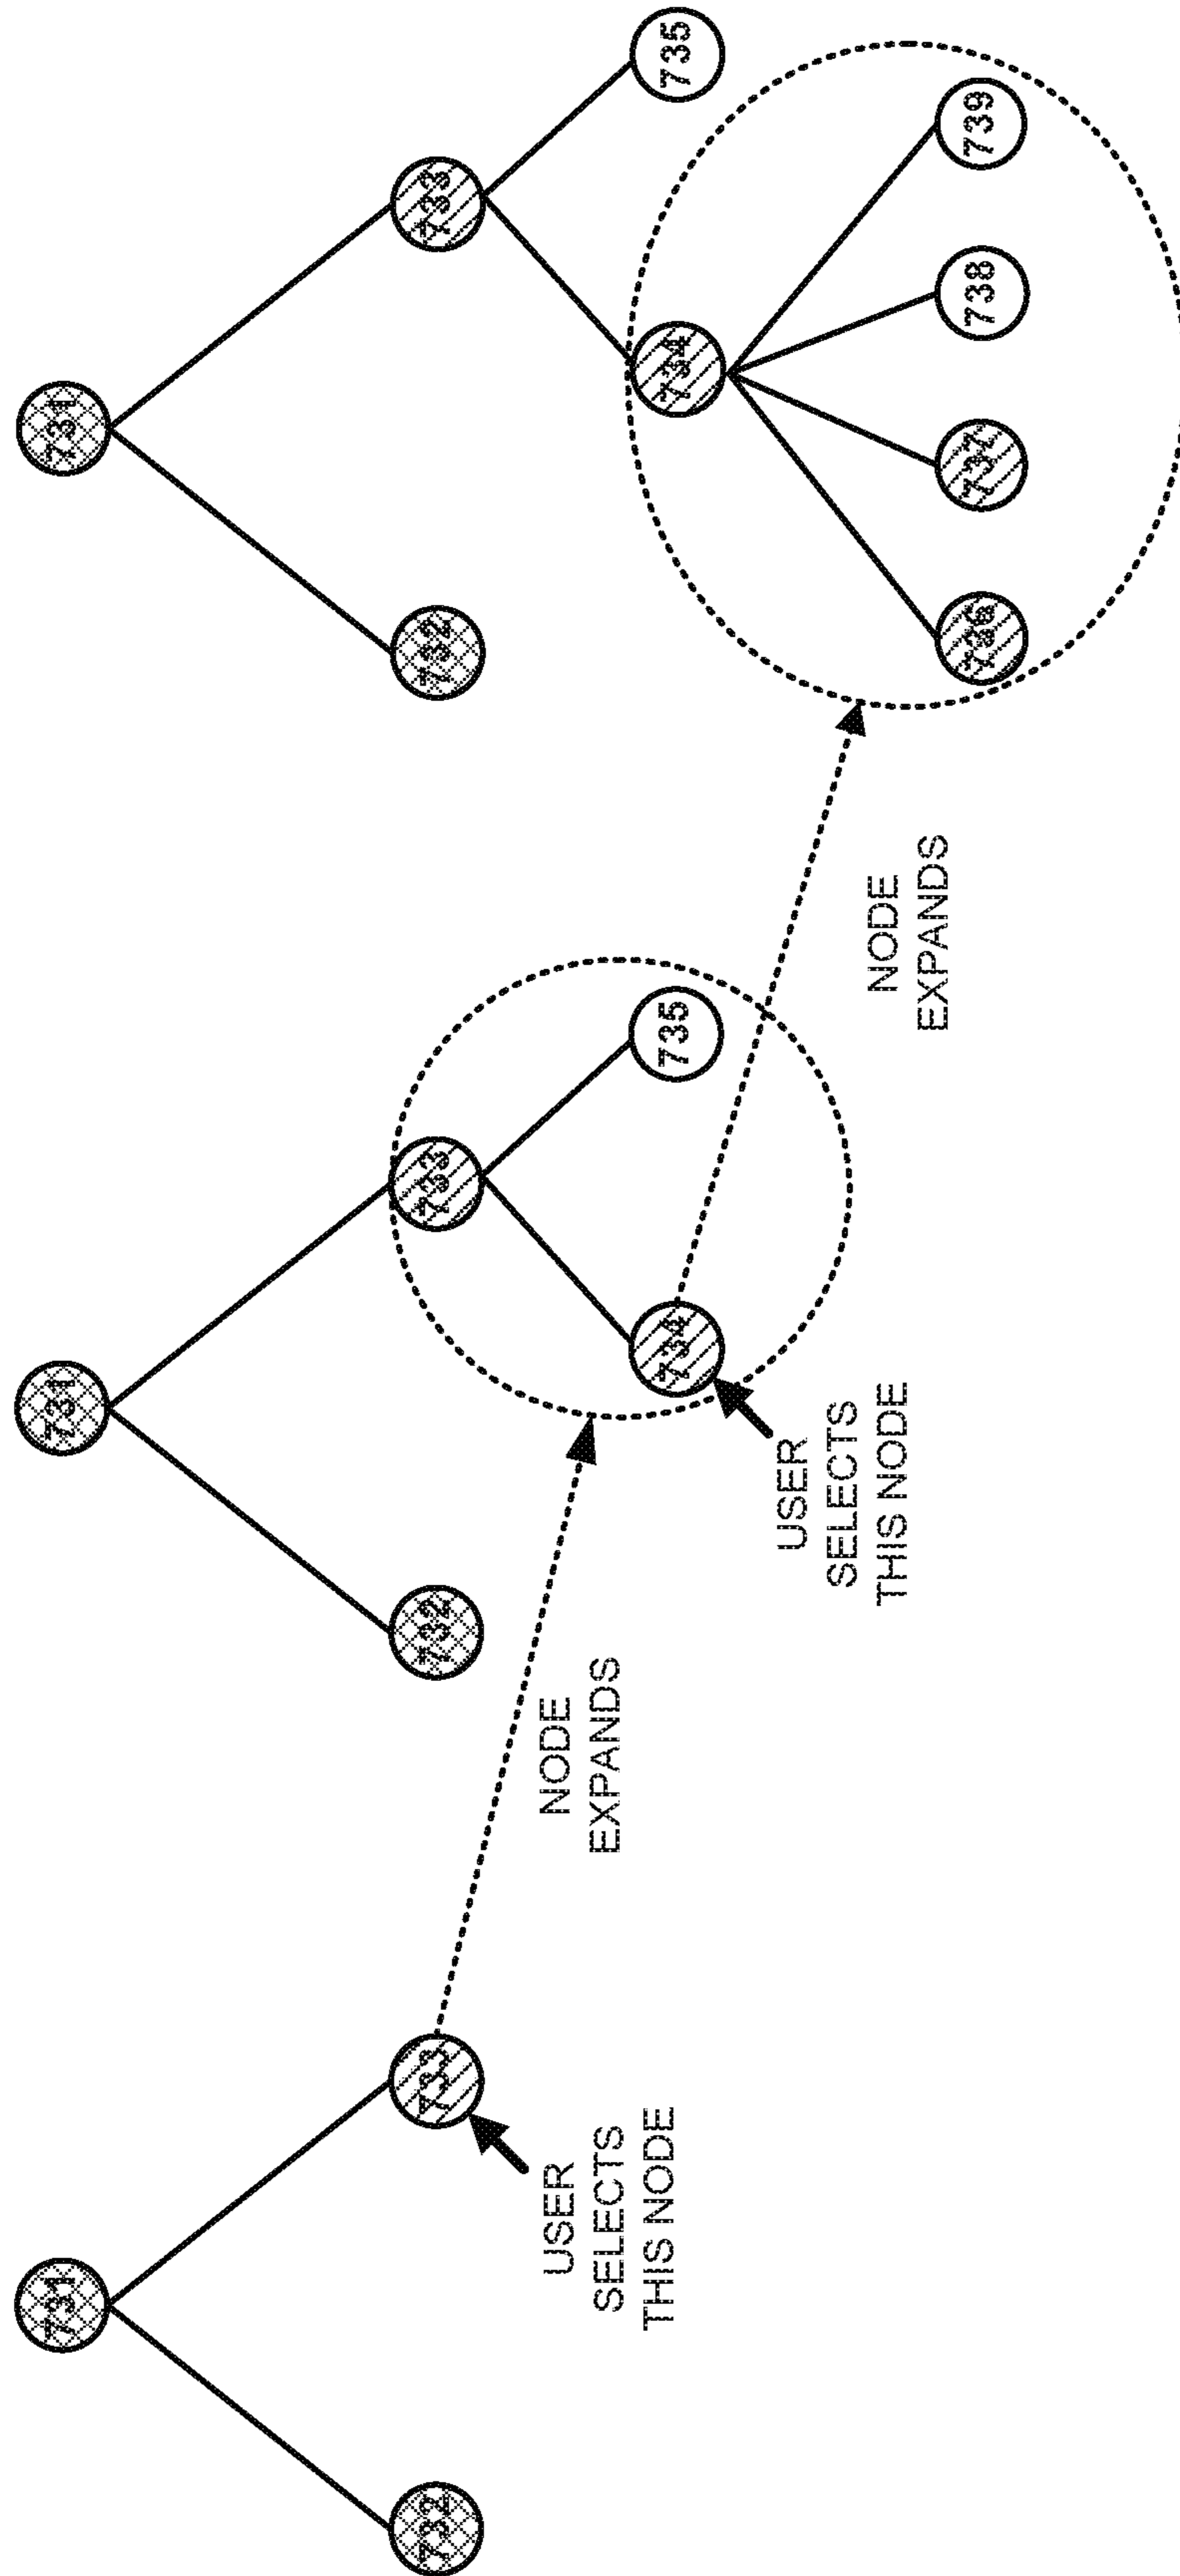 731
732
733
USER
SELECTS
THIS NODE
NODE
EXPANDS
731
732
733
734
735
USER
SELECTS
THIS NODE
NODE
EXPANDS
731
732
733
734
735
736
737
738
739